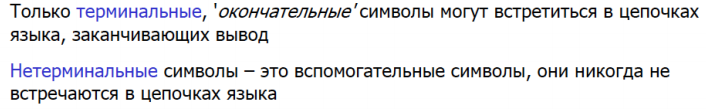 Только терминальные, 'окончательные' символы могут встретиться в цепочках
языка, заканчивающих вывод
Нетерминальные символы – это вспомогательные символы, они никогда не
встречаются в цепочках языка